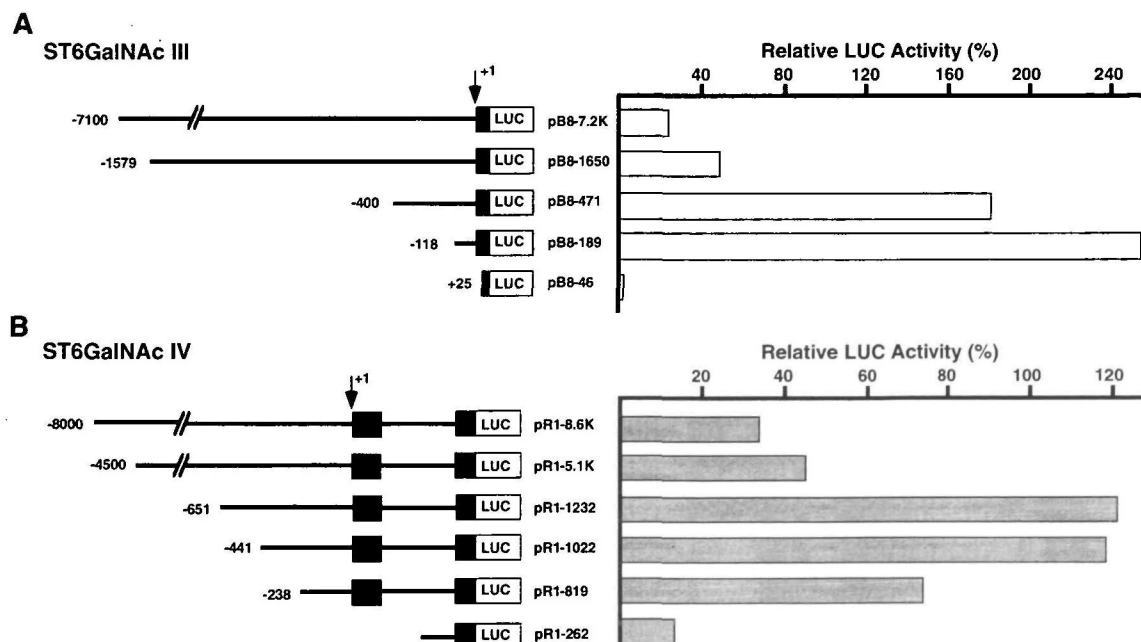 A
ST6GalNAc III
Relative LUC Activity (%)
40 80 120 160 200 240
+1
-7100 LUC pB8-7.2K
-1579 LUC pB8-1650
-400 LUC pB8-471
-118 LUC pB8-189
+25 LUC pB8-46
B
ST6GalNAc IV
Relative LUC Activity (%)
20 40 60 80 100 120
+1
-8000 LUC pR1-8.6K
-4500 LUC pR1-5.1K
-651 LUC pR1-1232
-441 LUC pR1-1022
-238 LUC pR1-819
LUC pR1-262